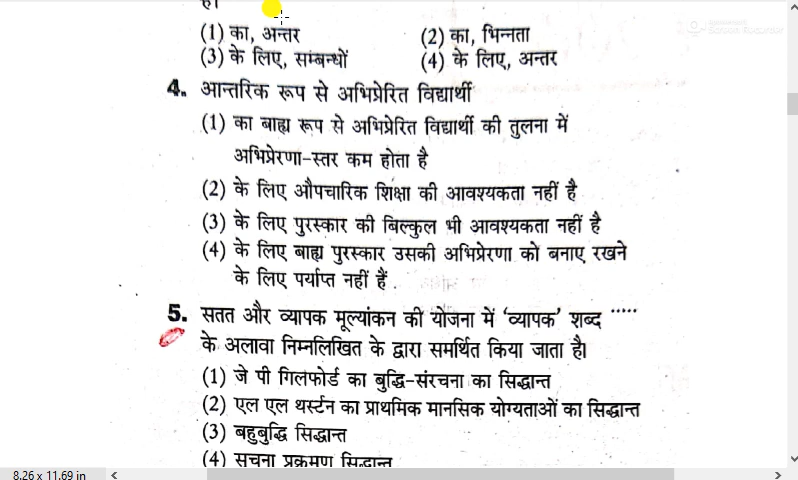 है।
(1) का, अन्तर (2) का, भिन्नता
(3) के लिए, सम्बन्धों (4) के लिए, अन्तर
4. आन्तरिक रूप से अभिप्रेरित विद्यार्थी
(1) का बाह्य रूप से अभिप्रेरित विद्यार्थी की तुलना में
अभिप्रेरणा-स्तर कम होता है
(2) के लिए औपचारिक शिक्षा की आवश्यकता नहीं है
(3) के लिए पुरस्कार की बिल्कुल भी आवश्यकता नहीं है
(4) के लिए बाह्य पुरस्कार उसकी अभिप्रेरणा को बनाए रखने
के लिए पर्याप्त नहीं हैं
5. सतत और व्यापक मूल्यांकन की योजना में ‘व्यापक’ शब्द .....
के अलावा निम्नलिखित के द्वारा समर्थित किया जाता है।
(1) जे पी गिलफोर्ड का बुद्धि-संरचना का सिद्धान्त
(2) एल एल थर्स्टन का प्राथमिक मानसिक योग्यताओं का सिद्धान्त
(3) बहुबुद्धि सिद्धान्त
(4) सूचना प्रक्रमण सिद्धान्त
Screen Recorder
8.26 x 11.69 in